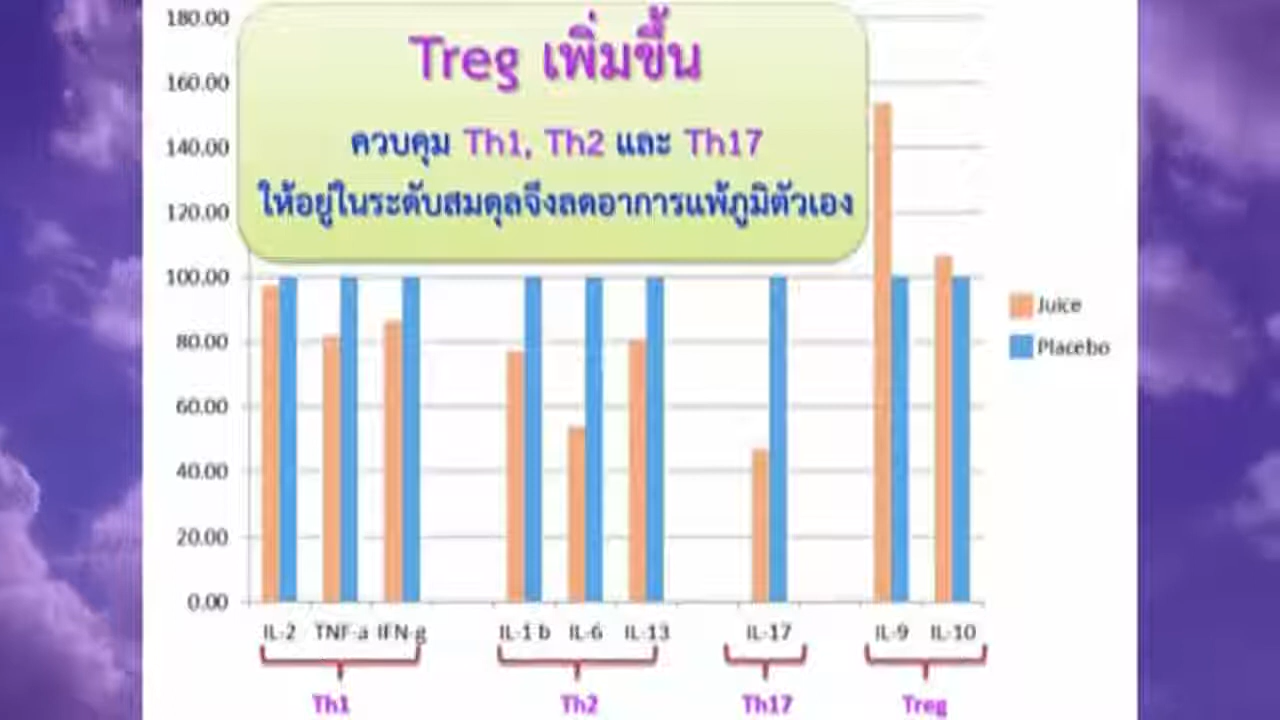 Treg เพิ่มขึ้น
ควบคุม Th1, Th2 และ Th17
ให้อยู่ในระดับสมดุลจึงลดอาการแพ้ภูมิตัวเอง
180.00
160.00
140.00
120.00
100.00
80.00
60.00
40.00
20.00
0.00
Juice
Placebo
IL-2 TNF-a IFN-g IL-1 b IL-6 IL-13 IL-17 IL-9 IL-10
Th1 Th2 Th17 Treg